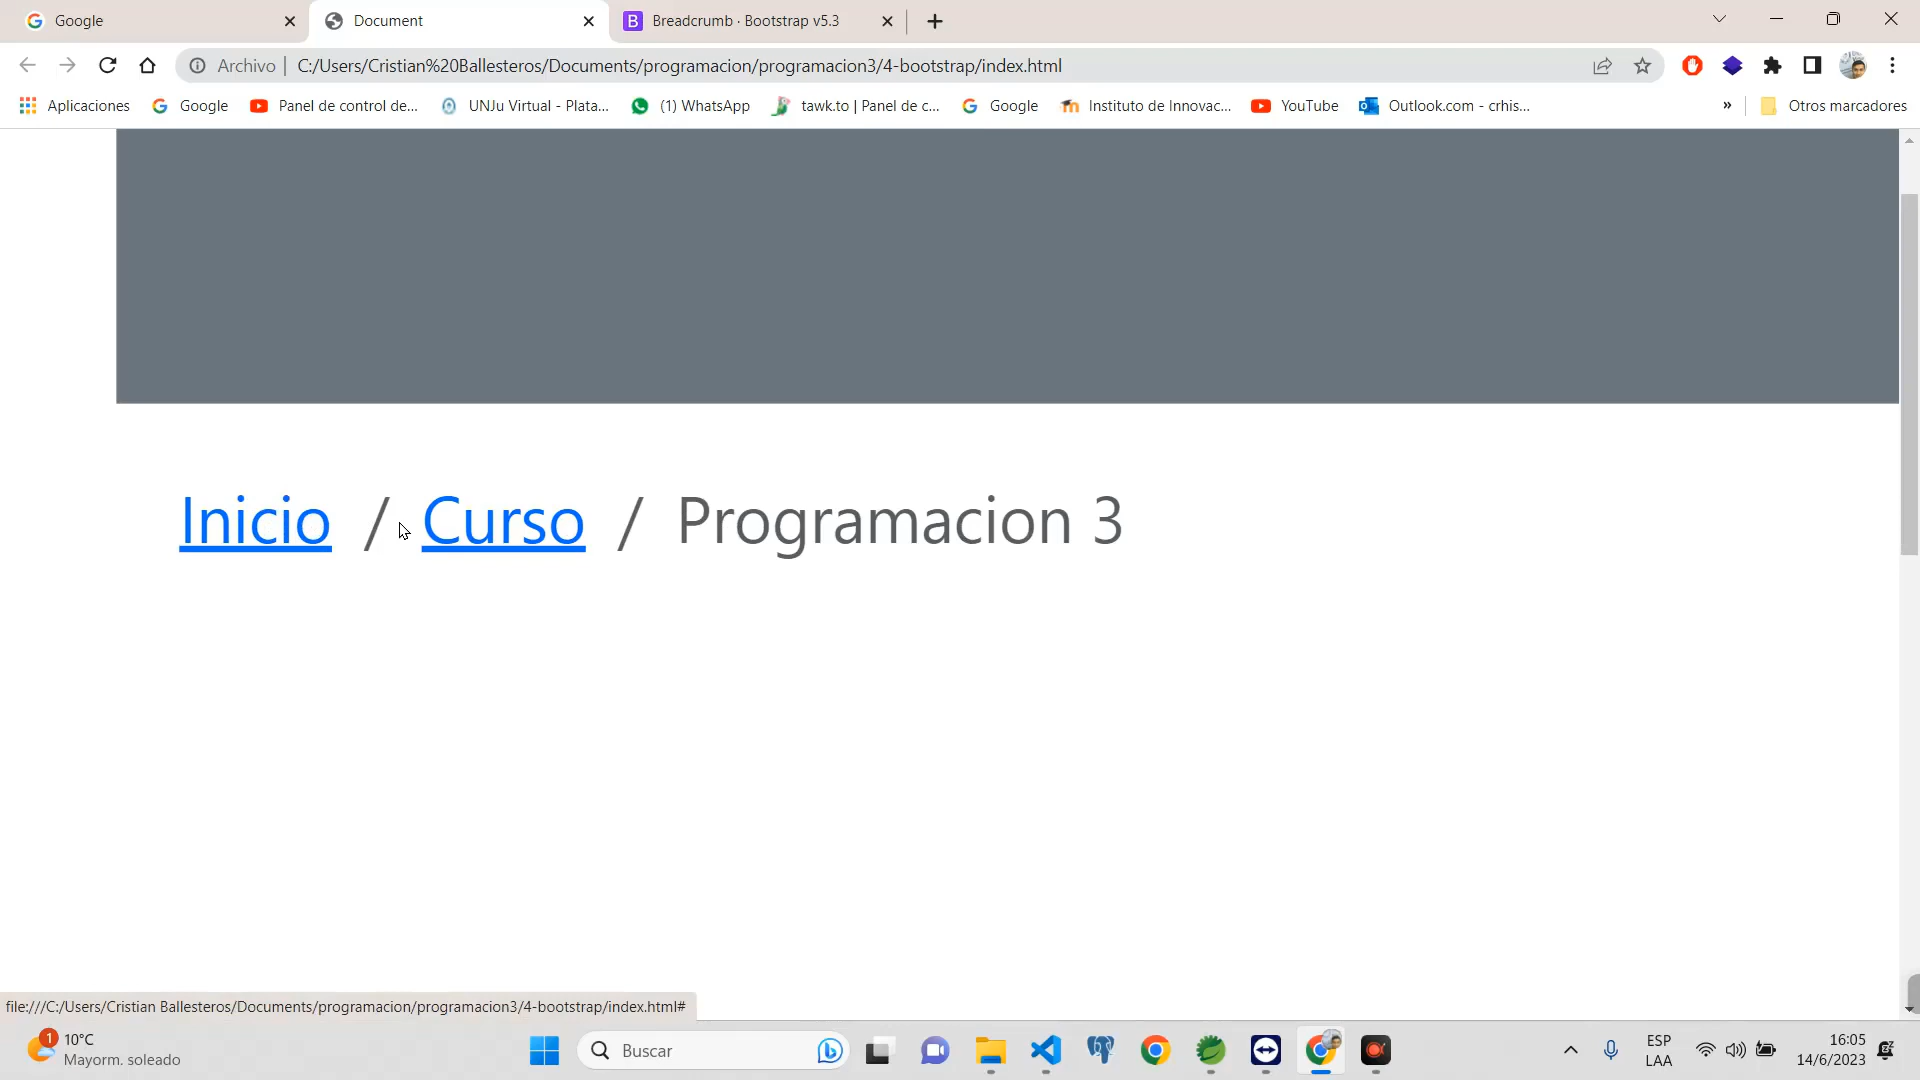 Google
Document
Breadcrumb · Bootstrap v5.3
Archivo | C:/Users/Cristian%20Ballesteros/Documents/programacion/programacion3/4-bootstrap/index.html
Aplicaciones
Google
Panel de control de...
UNJu Virtual - Plata...
(1) WhatsApp
tawk.to | Panel de c...
Google
Instituto de Innovac...
YouTube
Outlook.com - crhis...
»
Otros marcadores
Inicio / Curso / Programacion 3
file:///C:/Users/Cristian Ballesteros/Documents/programacion/programacion3/4-bootstrap/index.html#
1
10°C
Mayorm. soleado
Buscar
ESP
LAA
16:05
14/6/2023